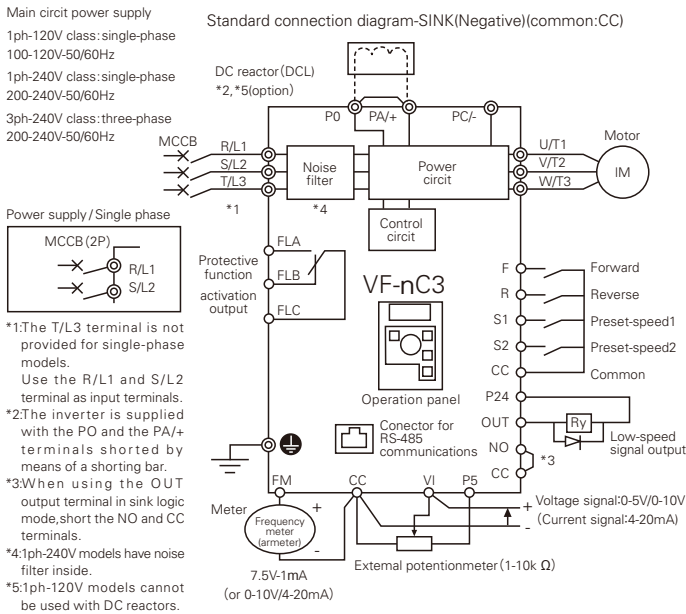 Main circit power supply
1ph-120V class:single-phase
100-120V-50/60Hz
1ph-240V class:single-phase
200-240V-50/60Hz
3ph-240V class:three-phase
200-240V-50/60Hz
Standard connection diagram-SINK(Negative)(common:CC)
DC reactor(DCL)
*2,*5(option)
P0
PA/+
PC/-
MCCB
R/L1
S/L2
T/L3
*1
Noise
filter
*4
Power
circit
Control
circit
U/T1
V/T2
W/T3
Motor
IM
Power supply/Single phase
MCCB(2P)
R/L1
S/L2
Protective
function
activation
output
FLA
FLB
FLC
VF-nC3
Operation panel
Conector for
RS-485
communications
F
Forward
R
Reverse
S1
Preset-speed1
S2
Preset-speed2
CC
Common
P24
OUT
Ry
Low-speed
signal output
NO
*3
CC
*1:The T/L3 terminal is not
provided for single-phase
models.
Use the R/L1 and S/L2
terminal as input terminals.
*2:The inverter is supplied
with the PO and the PA/+
terminals shorted by
means of a shorting bar.
*3:When using the OUT
output terminal in sink logic
mode,short the NO and CC
terminals.
*4:1ph-240V models have noise
filter inside.
*5:1ph-120V models cannot
be used with DC reactors.
FM
CC
VI
P5
Meter
+
Frequency
meter
(armeter)
-
7.5V-1mA
(or 0-10V/4-20mA)
External potentionmeter(1-10k Ω)
+ Voltage signal:0-5V/0-10V
- (Current signal:4-20mA)